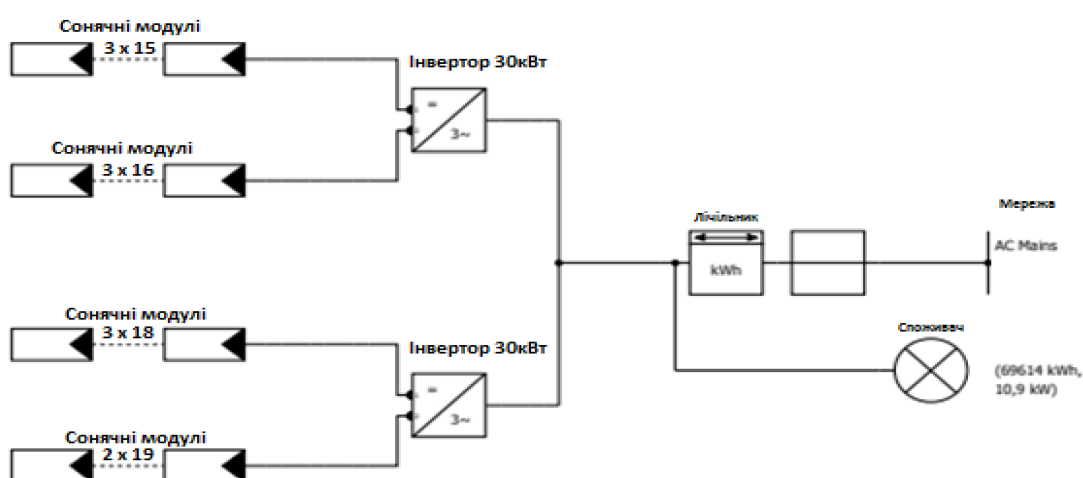 Сонячні модулі
3 x 15
Інвертор 30кВт
=
3~
Сонячні модулі
3 x 16
Лічільник
kWh
Мережа
AC Mains
Сонячні модулі
3 x 18
Інвертор 30кВт
=
3~
Споживач
(69614 kWh,
10,9 kW)
Сонячні модулі
2 x 19